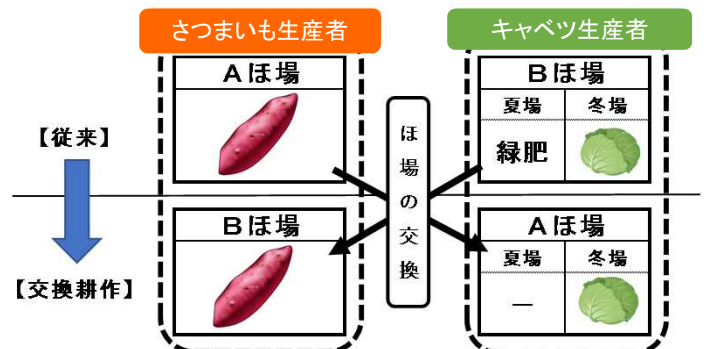 さつまいも生産者
キャベツ生産者
Aほ場
Bほ場
夏場
冬場
緑肥
【従来】
ほ場の交換
【交換耕作】
Bほ場
Aほ場
夏場
冬場
―